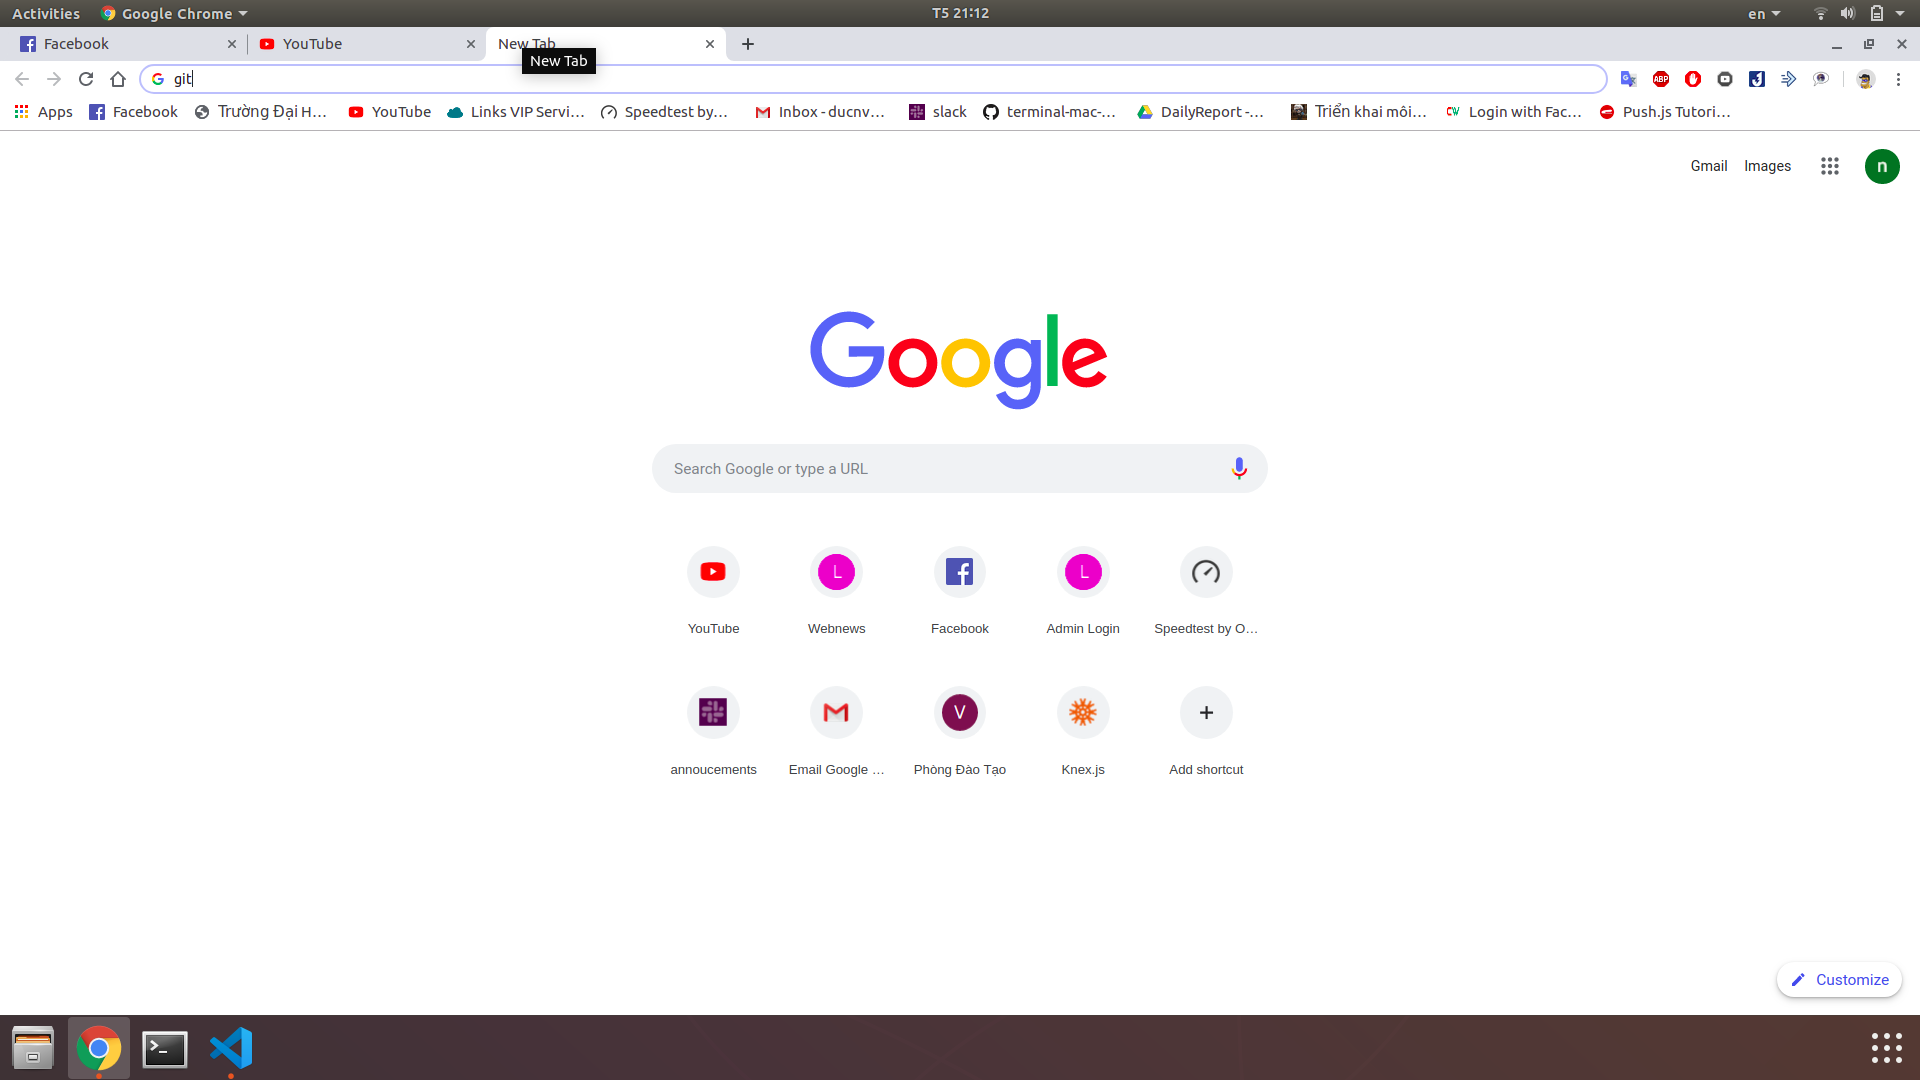 Activities Google Chrome T5 21:12 en
Facebook YouTube New Tab
New Tab
git
Apps Facebook Trường Đại H... YouTube Links VIP Servi... Speedtest by... Inbox - ducnv... slack terminal-mac-... DailyReport -... Triển khai môi... Login with Fac... Push.js Tutori...
Gmail Images n
Google
Search Google or type a URL
L L
YouTube Webnews Facebook Admin Login Speedtest by O...
V
annoucements Email Google ... Phòng Đào Tạo Knex.js Add shortcut
Customize